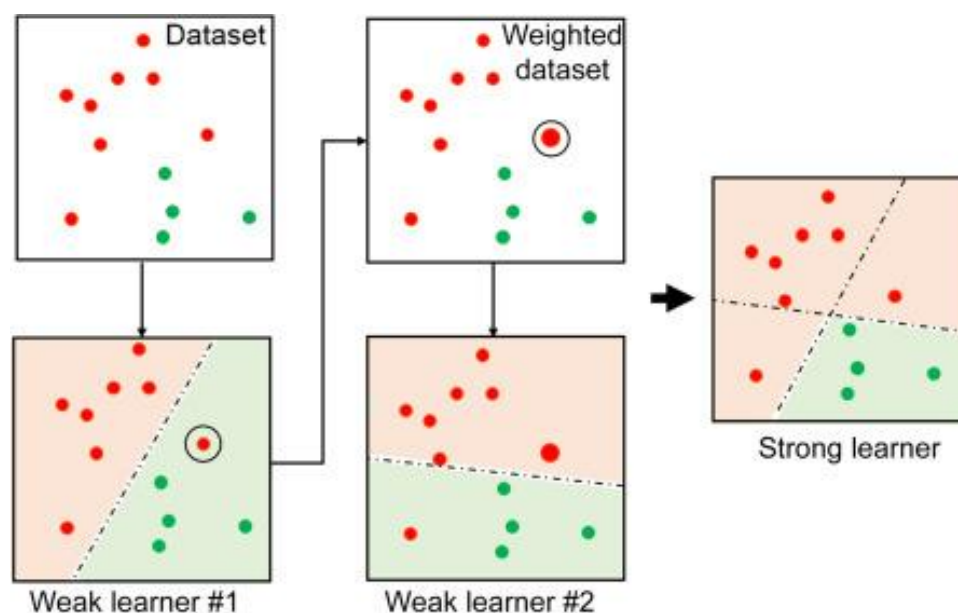 Dataset
Weighted
dataset
Weak learner #1
Weak learner #2
Strong learner